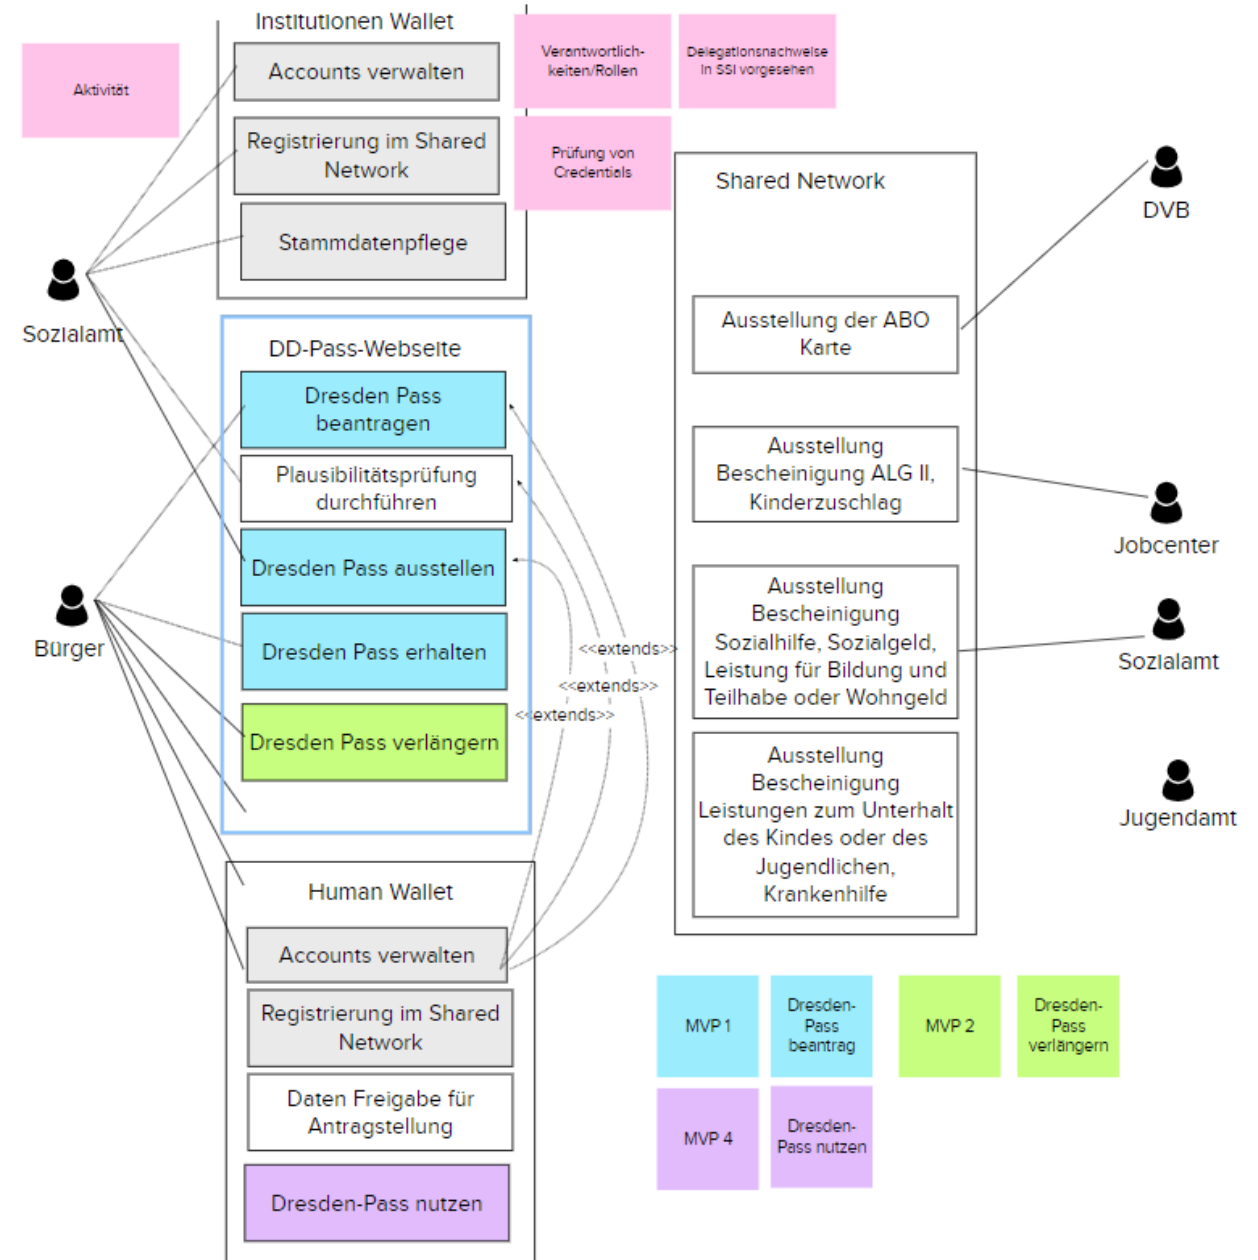 Institutionen Wallet
Aktivität
Accounts verwalten
Verantwortlich-
keiten/Rollen
Delegationsnachweise
in SSI vorgesehen
Registrierung im Shared
Network
Prüfung von
Credentials
Stammdatenpflege
Sozialamt
DD-Pass-Webseite
Dresden Pass
beantragen
Plausibilitätsprüfung
durchführen
Dresden Pass ausstellen
Dresden Pass erhalten
Dresden Pass verlängern
Bürger
<<extends>>
<<extends>>
<<extends>>
Human Wallet
Accounts verwalten
Registrierung im Shared
Network
Daten Freigabe für
Antragstellung
Dresden-Pass nutzen
Shared Network
Ausstellung der ABO
Karte
Ausstellung
Bescheinigung ALG II,
Kinderzuschlag
Ausstellung
Bescheinigung
Sozialhilfe, Sozialgeld,
Leistung für Bildung und
Teilhabe oder Wohngeld
Ausstellung
Bescheinigung
Leistungen zum Unterhalt
des Kindes oder des
Jugendlichen,
Krankenhilfe
DVB
Jobcenter
Sozialamt
Jugendamt
MVP 1
Dresden-
Pass
beantrag
MVP 2
Dresden-
Pass
verlängern
MVP 4
Dresden-
Pass nutzen